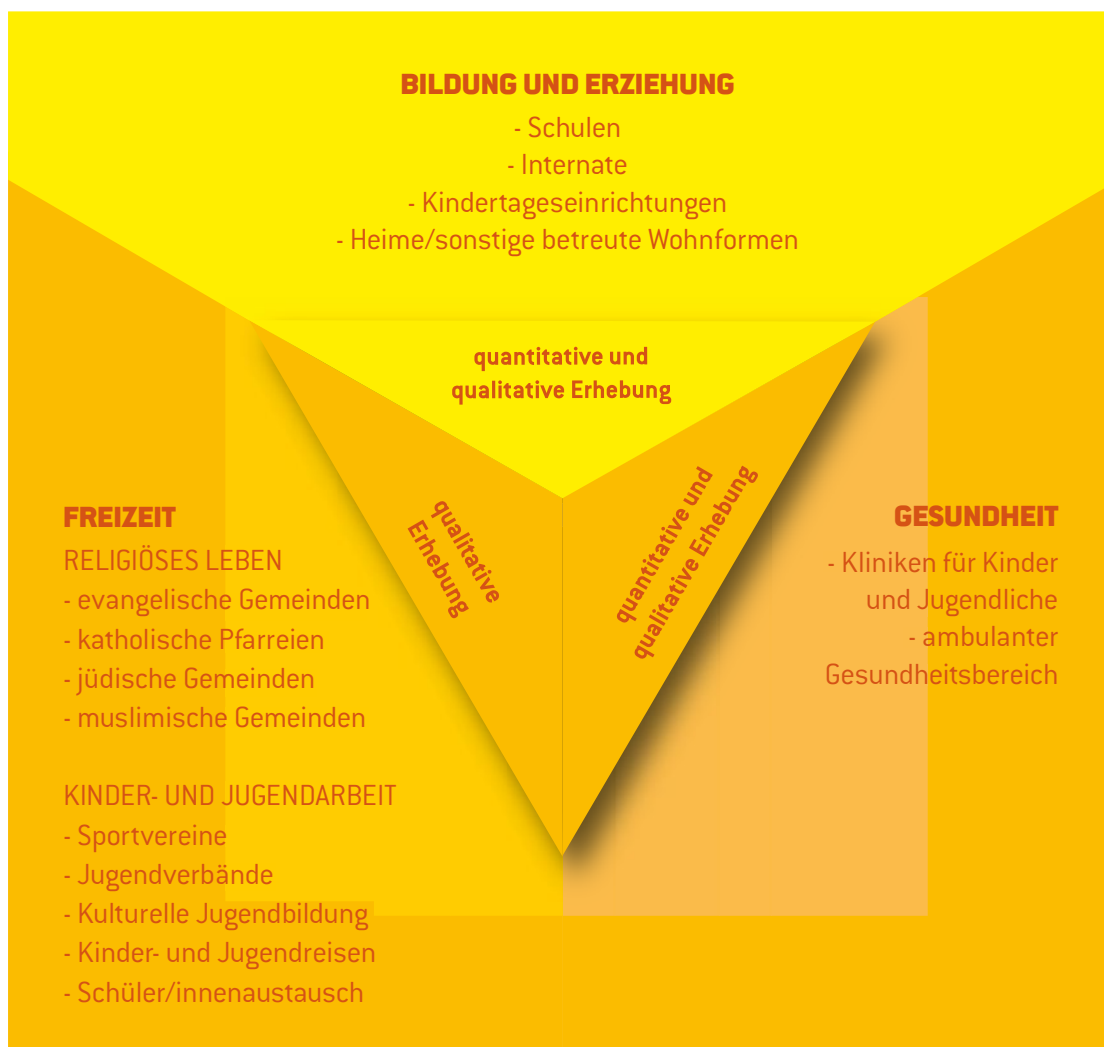 BILDUNG UND ERZIEHUNG
- Schulen
- Internate
- Kindertageseinrichtungen
- Heime/sonstige betreute Wohnformen
quantitative und
qualitative Erhebung
qualitative
Erhebung
quantitative und
qualitative Erhebung
FREIZEIT
RELIGIÖSES LEBEN
- evangelische Gemeinden
- katholische Pfarreien
- jüdische Gemeinden
- muslimische Gemeinden
KINDER- UND JUGENDARBEIT
- Sportvereine
- Jugendverbände
- Kulturelle Jugendbildung
- Kinder- und Jugendreisen
- Schüler/innenaustausch
GESUNDHEIT
- Kliniken für Kinder
und Jugendliche
- ambulanter
Gesundheitsbereich